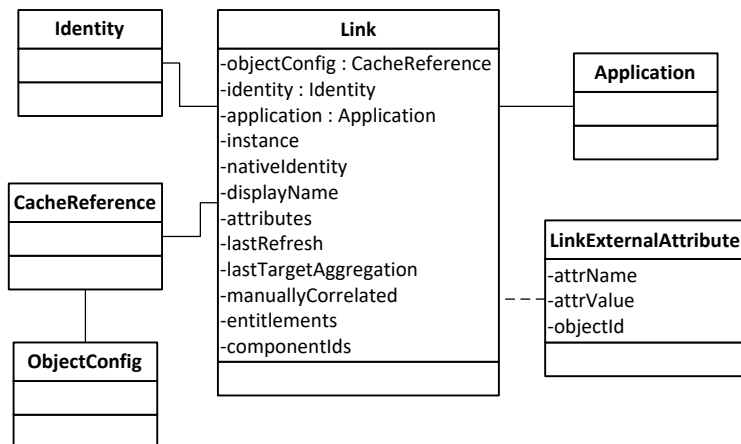 Identity
Link
-objectConfig : CacheReference
-identity : Identity
-application : Application
-instance
-nativeIdentity
-displayName
-attributes
-lastRefresh
-lastTargetAggregation
-manuallyCorrelated
-entitlements
-componentIds
Application
CacheReference
LinkExternalAttribute
-attrName
-attrValue
-objectId
ObjectConfig